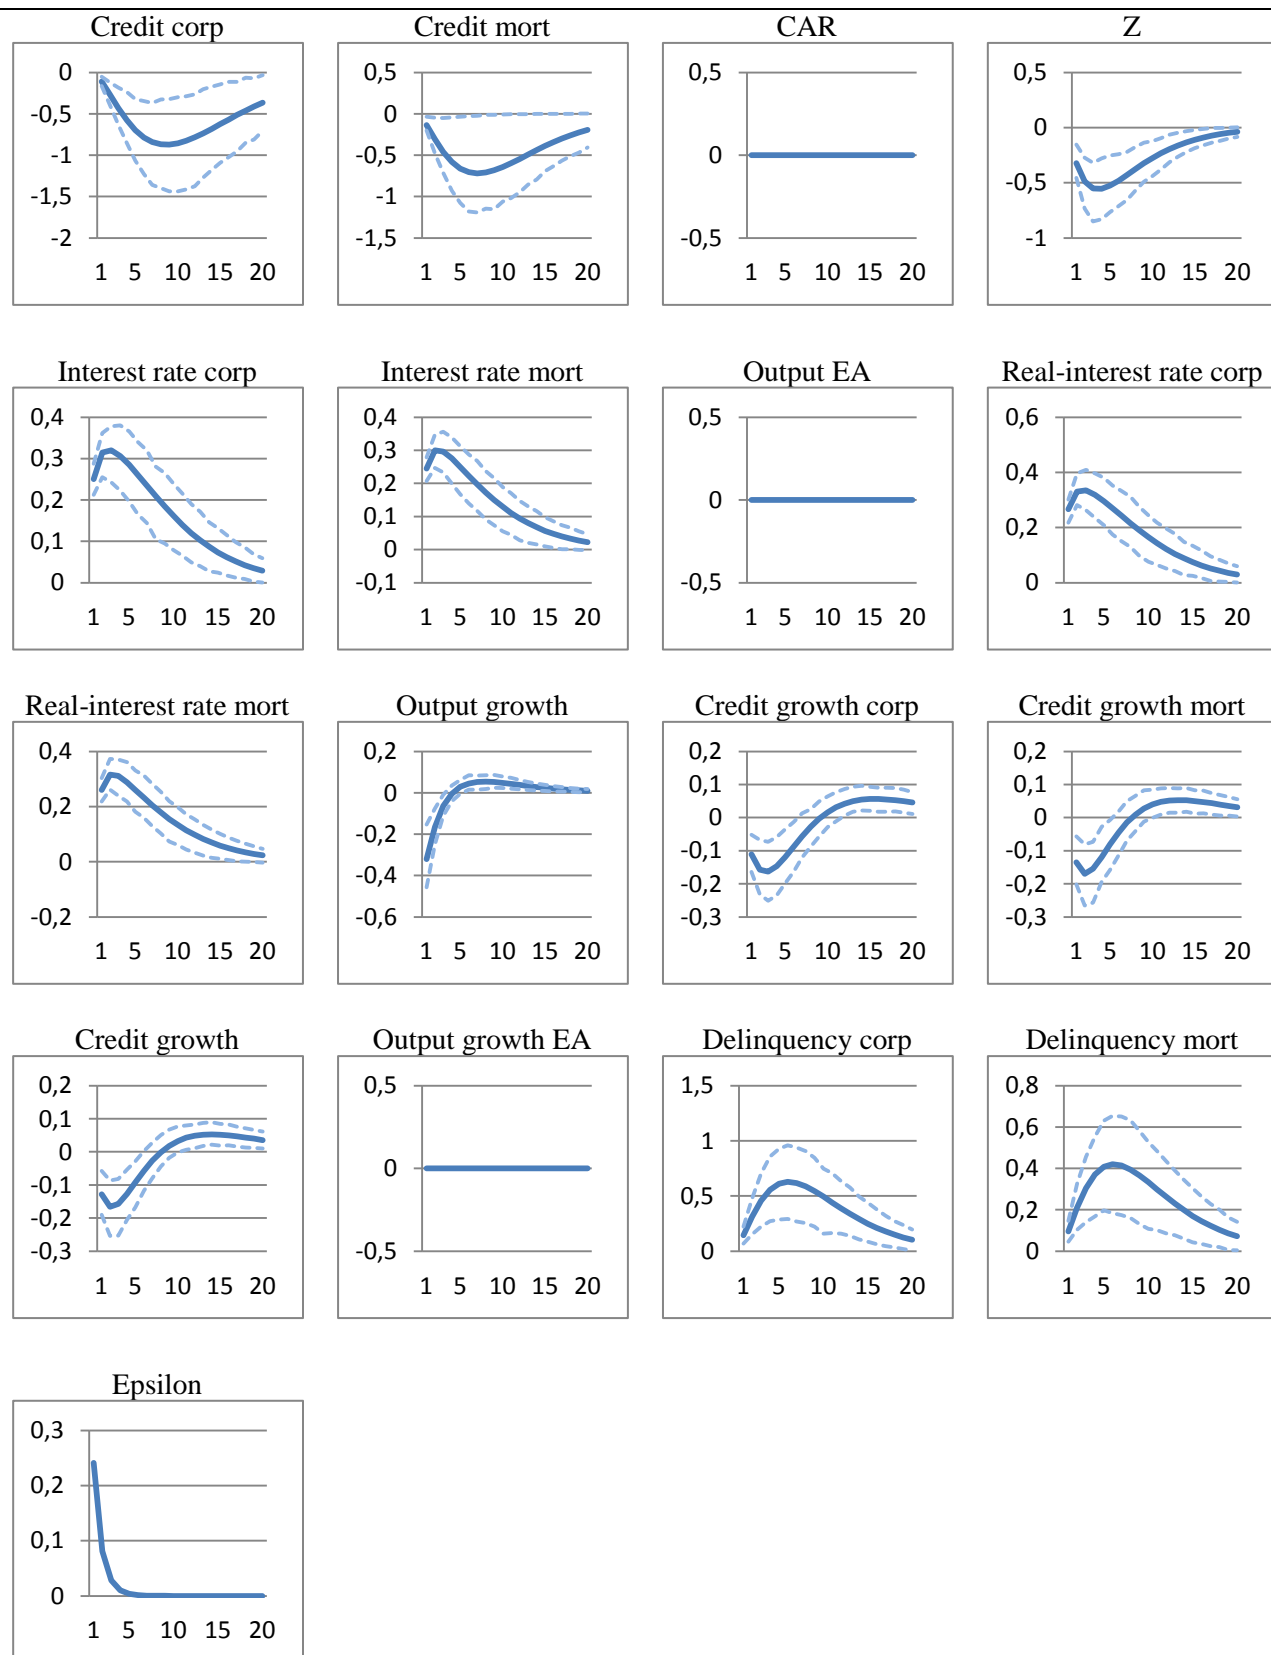 Credit corp
0
-0,5
-1
-1,5
-2
1 5 10 15 20
Credit mort
0,5
0
-0,5
-1
-1,5
1 5 10 15 20
CAR
0,5
0
-0,5
1 5 10 15 20
Z
0,5
0
-0,5
-1
1 5 10 15 20
Interest rate corp
0,4
0,3
0,2
0,1
0
1 5 10 15 20
Interest rate mort
0,4
0,3
0,2
0,1
0
-0,1
1 5 10 15 20
Output EA
0,5
0
-0,5
1 5 10 15 20
Real-interest rate corp
0,6
0,4
0,2
0
1 5 10 15 20
Real-interest rate mort
0,4
0,2
0
-0,2
1 5 10 15 20
Output growth
0,2
0
-0,2
-0,4
-0,6
1 5 10 15 20
Credit growth corp
0,2
0,1
0
-0,1
-0,2
-0,3
1 5 10 15 20
Credit growth mort
0,2
0,1
0
-0,1
-0,2
-0,3
1 5 10 15 20
Credit growth
0,2
0,1
0
-0,1
-0,2
-0,3
1 5 10 15 20
Output growth EA
0,5
0
-0,5
1 5 10 15 20
Delinquency corp
1,5
1
0,5
0
1 5 10 15 20
Delinquency mort
0,8
0,6
0,4
0,2
0
1 5 10 15 20
Epsilon
0,3
0,2
0,1
0
1 5 10 15 20